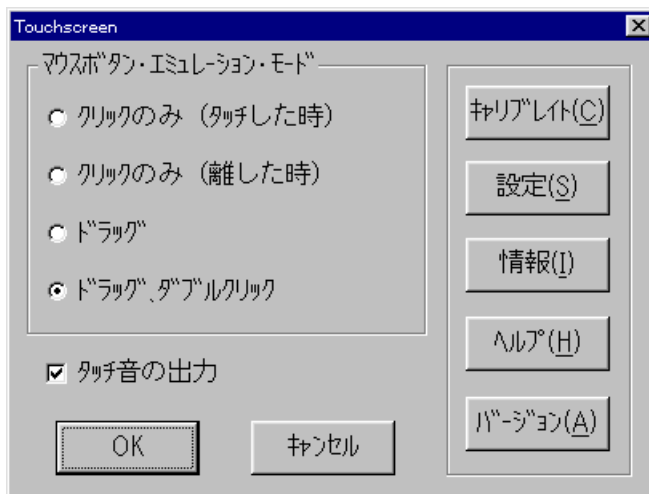 Touchscreen
ﾏｳｽﾎﾞﾀﾝ・ｴﾐｭﾚｰｼｮﾝ・ﾓｰﾄﾞ
ｸﾘｯｸのみ (ﾀｯﾁした時)
ｸﾘｯｸのみ (離した時)
ﾄﾞﾗｯｸﾞ
ﾄﾞﾗｯｸﾞ､ﾀﾞﾌﾞﾙｸﾘｯｸ
ﾀｯﾁ音の出力
OK
ｷｬﾝｾﾙ
ｷｬﾘﾌﾞﾚｲﾄ(C)
設定(S)
情報(I)
ﾍﾙﾌﾟ(H)
ﾊﾞｰｼﾞｮﾝ(A)